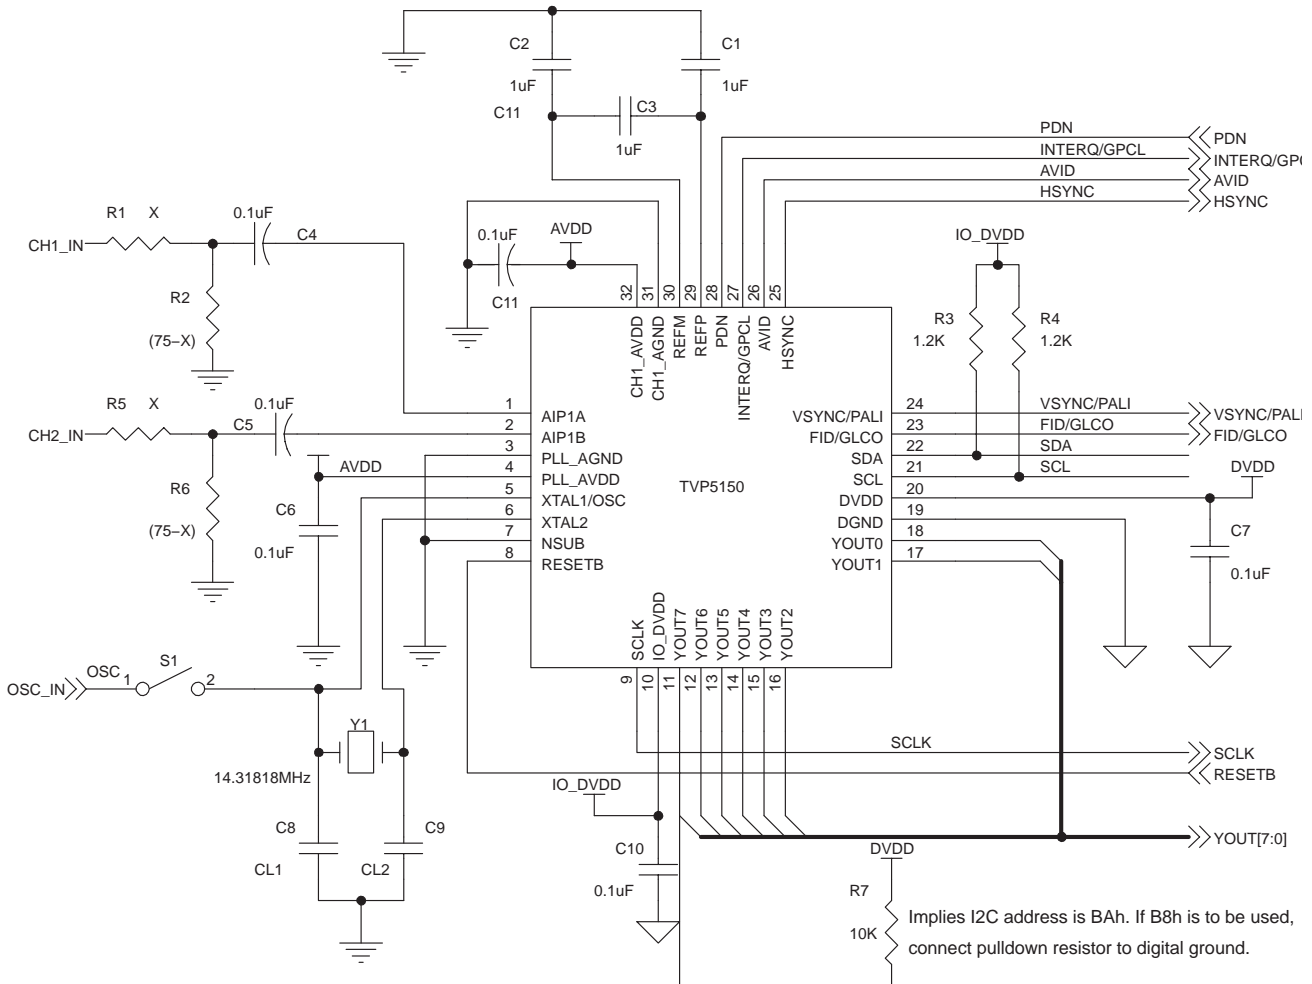 C2
C1
1uF
1uF
C11
C3
1uF
PDN
PDN
INTERQ/GPCL
INTERQ/GP
AVID
AVID
HSYNC
HSYNC
R1 X
0.1uF
C4
CH1_IN
R2
(75–X)
0.1uF
AVDD
C11
IO_DVDD
R3
1.2K
R4
1.2K
32
31
30
29
28
27
26
25
CH1_AVDD
CH1_AGND
REFM
REFP
PDN
INTERQ/GPCL
AVID
HSYNC
R5 X
0.1uF
C5
CH2_IN
R6
(75–X)
AVDD
C6
0.1uF
1 AIP1A
2 AIP1B
3 PLL_AGND
4 PLL_AVDD
5 XTAL1/OSC
6 XTAL2
7 NSUB
8 RESETB
TVP5150
VSYNC/PALI 24 VSYNC/PALI VSYNC/PALI
FID/GLCO 23 FID/GLCO FID/GLCO
SDA 22 SDA
SCL 21 SCL
DVDD 20 DVDD
DGND 19
YOUT0 18
YOUT1 17
C7
0.1uF
SCLK
IO_DVDD
YOUT7
YOUT6
YOUT5
YOUT4
YOUT3
YOUT2
9
10
11
12
13
14
15
16
OSC_IN
OSC
1
S1
2
Y1
14.31818MHz
C8
CL1
C9
CL2
SCLK
SCLK
RESETB
IO_DVDD
C10
0.1uF
YOUT[7:0]
DVDD
R7
10K
Implies I2C address is BAh. If B8h is to be used,
connect pulldown resistor to digital ground.